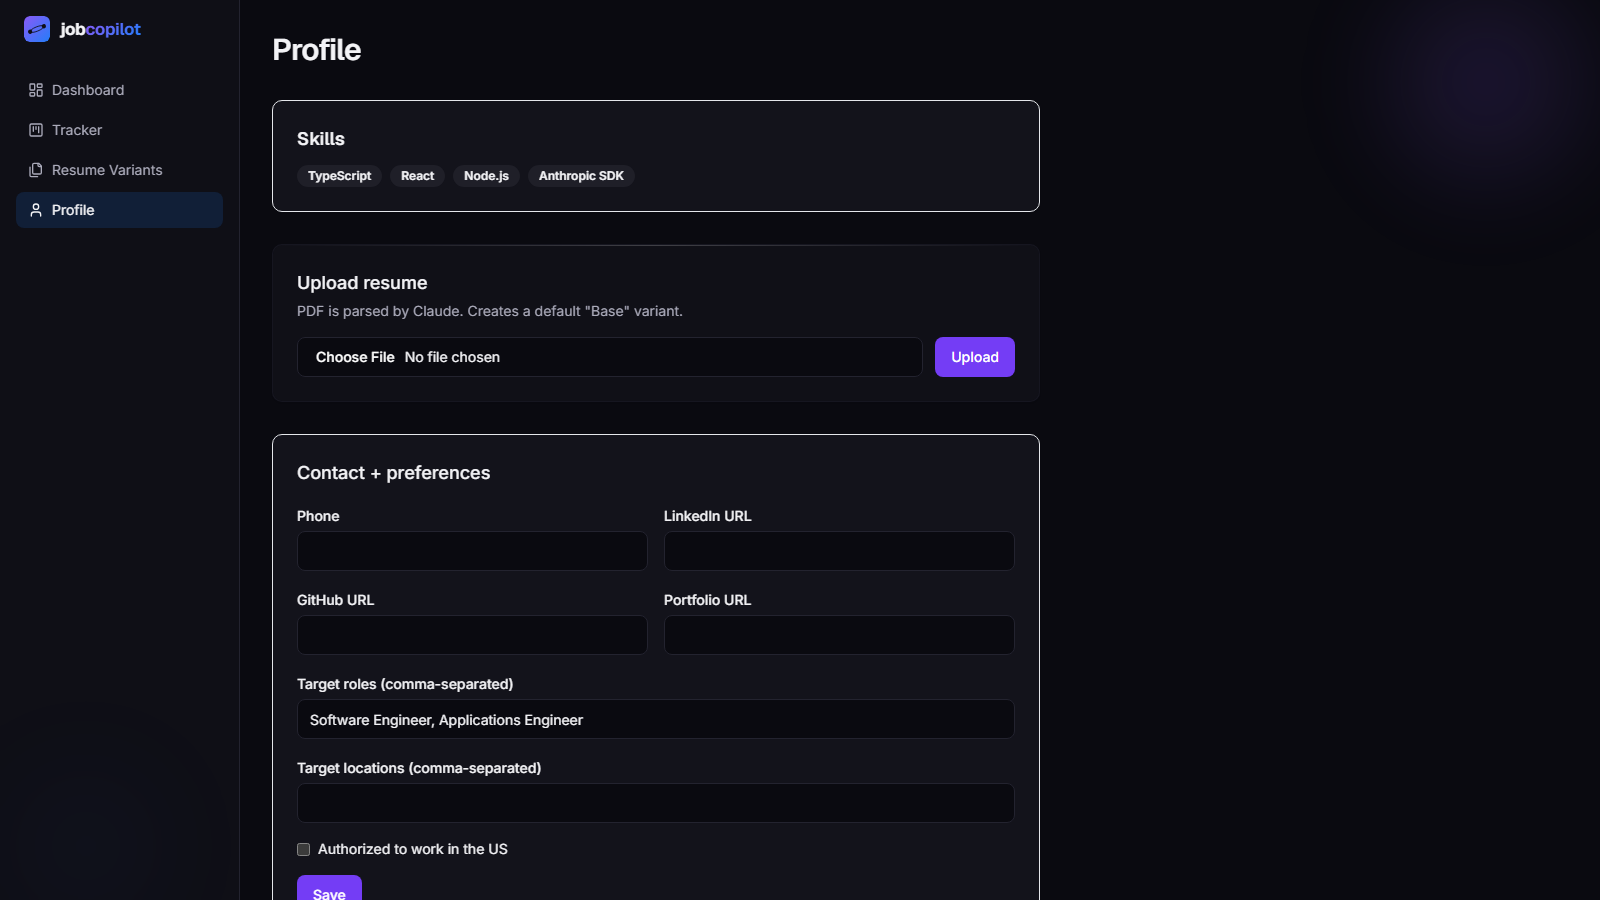 jobcopilot
Dashboard
Tracker
Resume Variants
Profile
Profile
Skills
TypeScript React Node.js Anthropic SDK
Upload resume
PDF is parsed by Claude. Creates a default "Base" variant.
Choose File No file chosen
Upload
Contact + preferences
Phone
LinkedIn URL
GitHub URL
Portfolio URL
Target roles (comma-separated)
Software Engineer, Applications Engineer
Target locations (comma-separated)
Authorized to work in the US
Save